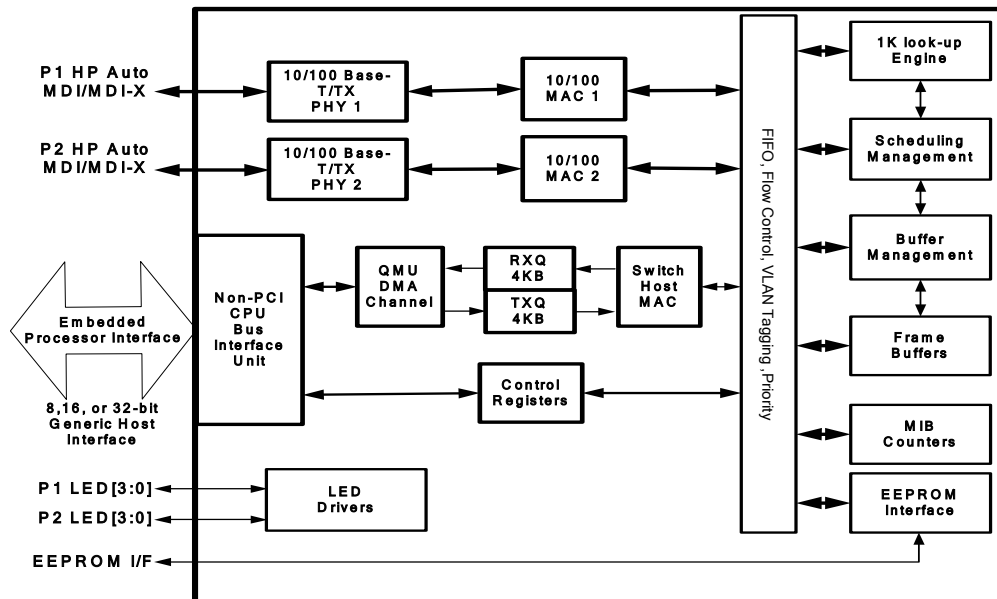 P1 HP Auto
MDI/MDI-X
10/100 Base-
T/TX
PHY 1
10/100
MAC 1
P2 HP Auto
MDI/MDI-X
10/100 Base-
T/TX
PHY 2
10/100
MAC 2
Embedded
Processor Interface
8,16, or 32-bit
Generic Host
Interface
Non-PCI
CPU
Bus
Interface
Unit
QMU
DMA
Channel
RXQ
4KB
TXQ
4KB
Switch
Host
MAC
Control
Registers
P1 LED[3:0]
P2 LED[3:0]
LED
Drivers
EEPROM I/F
FIFO, Flow Control, VLAN Tagging ,Priority
1K look-up
Engine
Scheduling
Management
Buffer
Management
Frame
Buffers
MIB
Counters
EEPROM
Interface